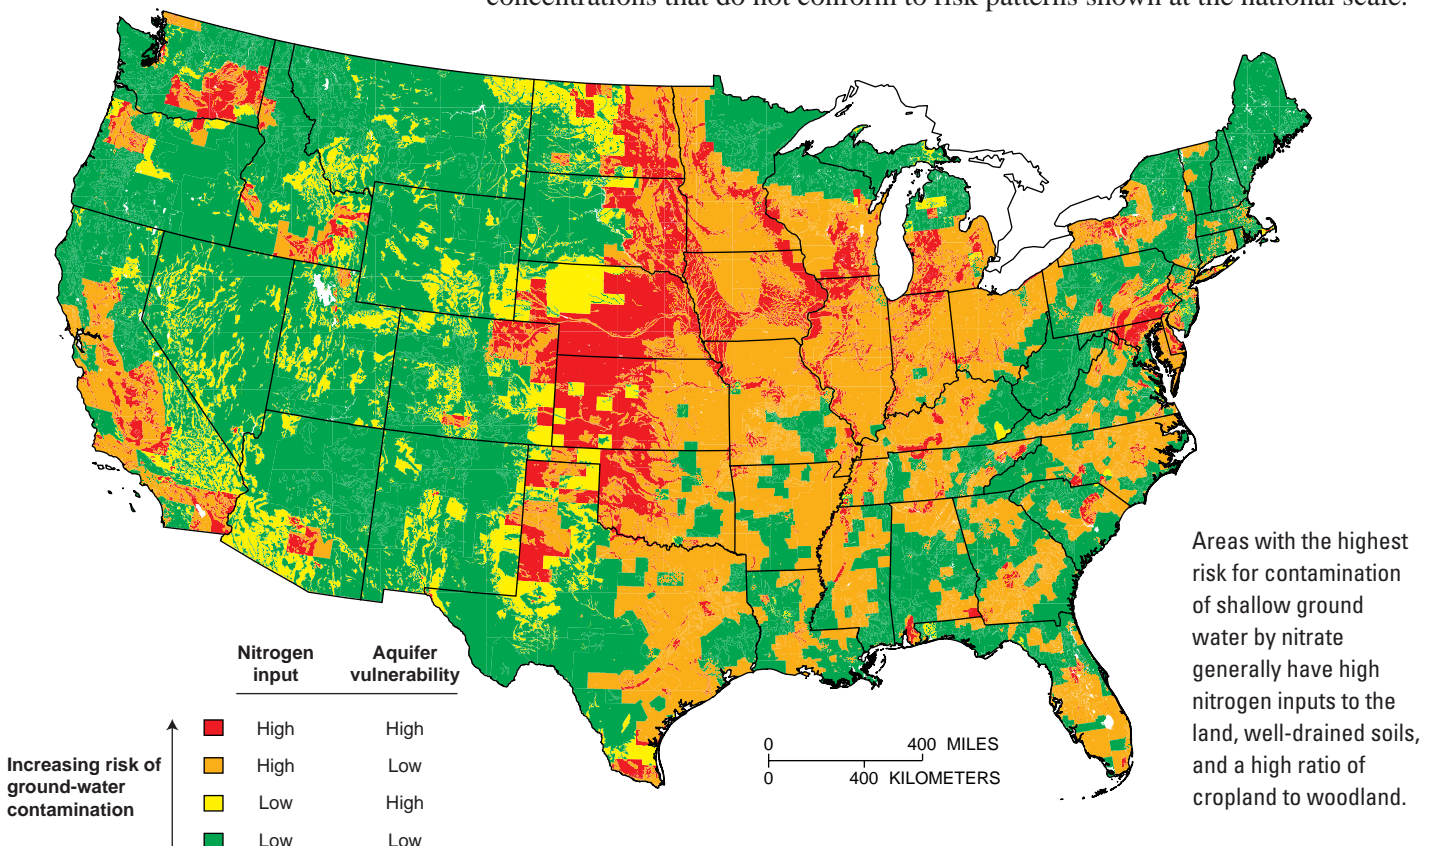 concentrations that do not conform to risk patterns shown at the national scale.
Areas with the highest
risk for contamination
of shallow ground
water by nitrate
generally have high
nitrogen inputs to the
land, well-drained soils,
and a high ratio of
cropland to woodland.
0 400 MILES
0 400 KILOMETERS
Nitrogen input
Aquifer vulnerability
Increasing risk of
ground-water
contamination
High High
High Low
Low High
Low Low